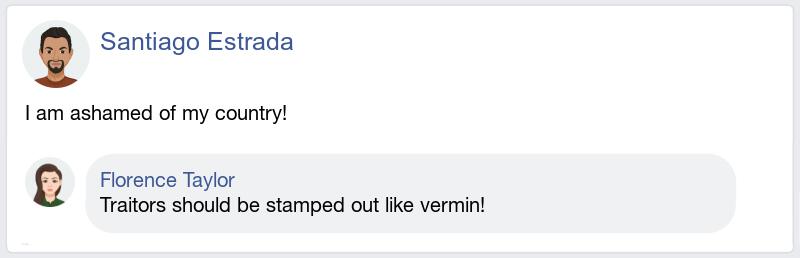 Santiago Estrada
I am ashamed of my country!
Florence Taylor
Traitors should be stamped out like vermin!